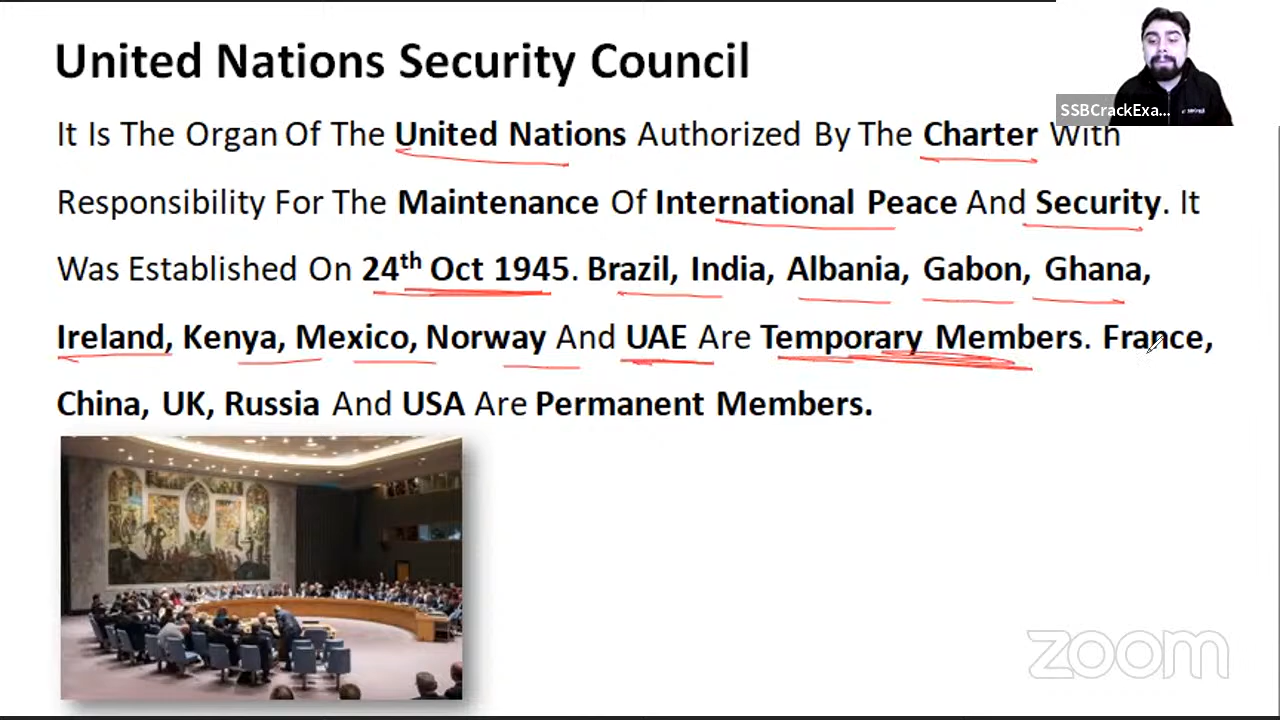 United Nations Security Council
SSBCrackExa...
It Is The Organ Of The United Nations Authorized By The Charter With
Responsibility For The Maintenance Of International Peace And Security. It
Was Established On 24th Oct 1945. Brazil, India, Albania, Gabon, Ghana,
Ireland, Kenya, Mexico, Norway And UAE Are Temporary Members. France,
China, UK, Russia And USA Are Permanent Members.
zoom